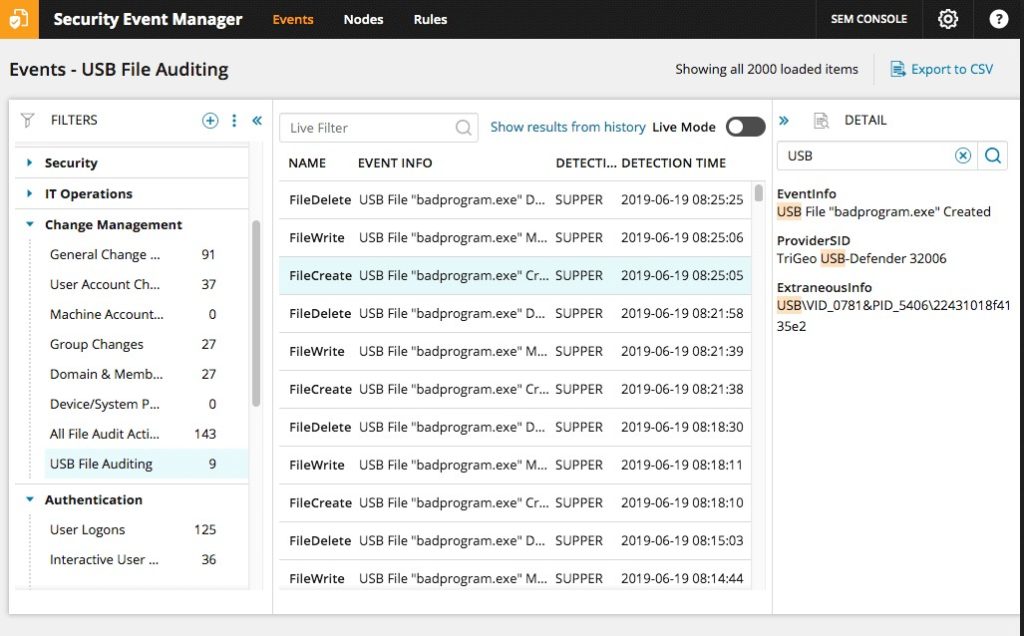 Security Event Manager Events Nodes Rules SEM CONSOLE ?
Events - USB File Auditing Showing all 2000 loaded items Export to CSV
FILTERS
Security
IT Operations
Change Management
General Change ... 91
User Account Ch... 37
Machine Account... 0
Group Changes 27
Domain & Memb... 27
Device/System P... 0
All File Audit Acti... 143
USB File Auditing 9
Authentication
User Logons 125
Interactive User ... 36
Live Filter Show results from history Live Mode
NAME EVENT INFO DETECTI... DETECTION TIME
FileDelete USB File "badprogram.exe" D... SUPPER 2019-06-19 08:25:25
FileWrite USB File "badprogram.exe" M... SUPPER 2019-06-19 08:25:06
FileCreate USB File "badprogram.exe" Cr... SUPPER 2019-06-19 08:25:05
FileDelete USB File "badprogram.exe" D... SUPPER 2019-06-19 08:21:58
FileWrite USB File "badprogram.exe" M... SUPPER 2019-06-19 08:21:39
FileCreate USB File "badprogram.exe" Cr... SUPPER 2019-06-19 08:21:38
FileDelete USB File "badprogram.exe" D... SUPPER 2019-06-19 08:18:30
FileWrite USB File "badprogram.exe" M... SUPPER 2019-06-19 08:18:11
FileCreate USB File "badprogram.exe" Cr... SUPPER 2019-06-19 08:18:10
FileDelete USB File "badprogram.exe" D... SUPPER 2019-06-19 08:15:03
FileWrite USB File "badprogram.exe" M... SUPPER 2019-06-19 08:14:44
DETAIL
USB
EventInfo
USB File "badprogram.exe" Created
ProviderSID
TriGeo USB-Defender 32006
ExtraneousInfo
USB\VID_0781&PID_5406\22431018f41
35e2